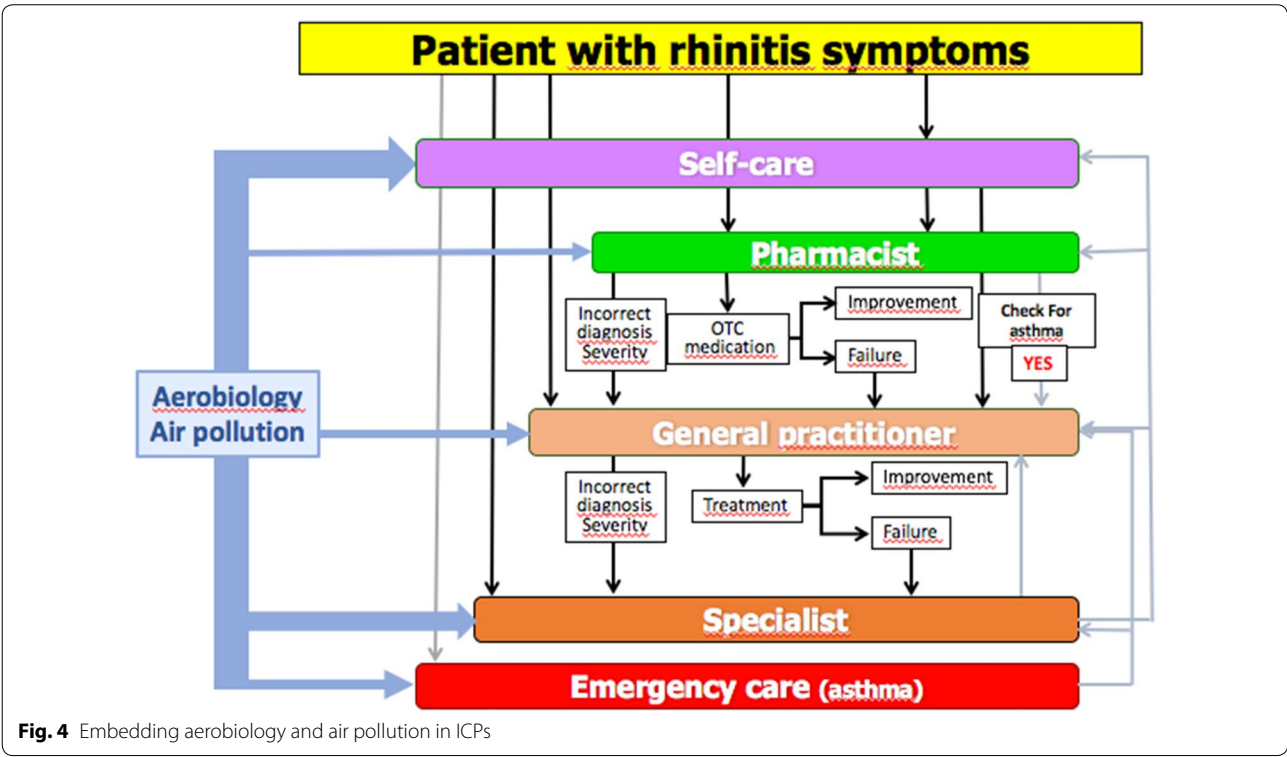 Patient with rhinitis symptoms
Self-care
Pharmacist
Incorrect
diagnosis
Severity
OTC
medication
Improvement
Failure
Check For
asthma
YES
Aerobiology
Air pollution
General practitioner
Incorrect
diagnosis
Severity
Treatment
Improvement
Failure
Specialist
Emergency care (asthma)
Fig. 4 Embedding aerobiology and air pollution in ICPs